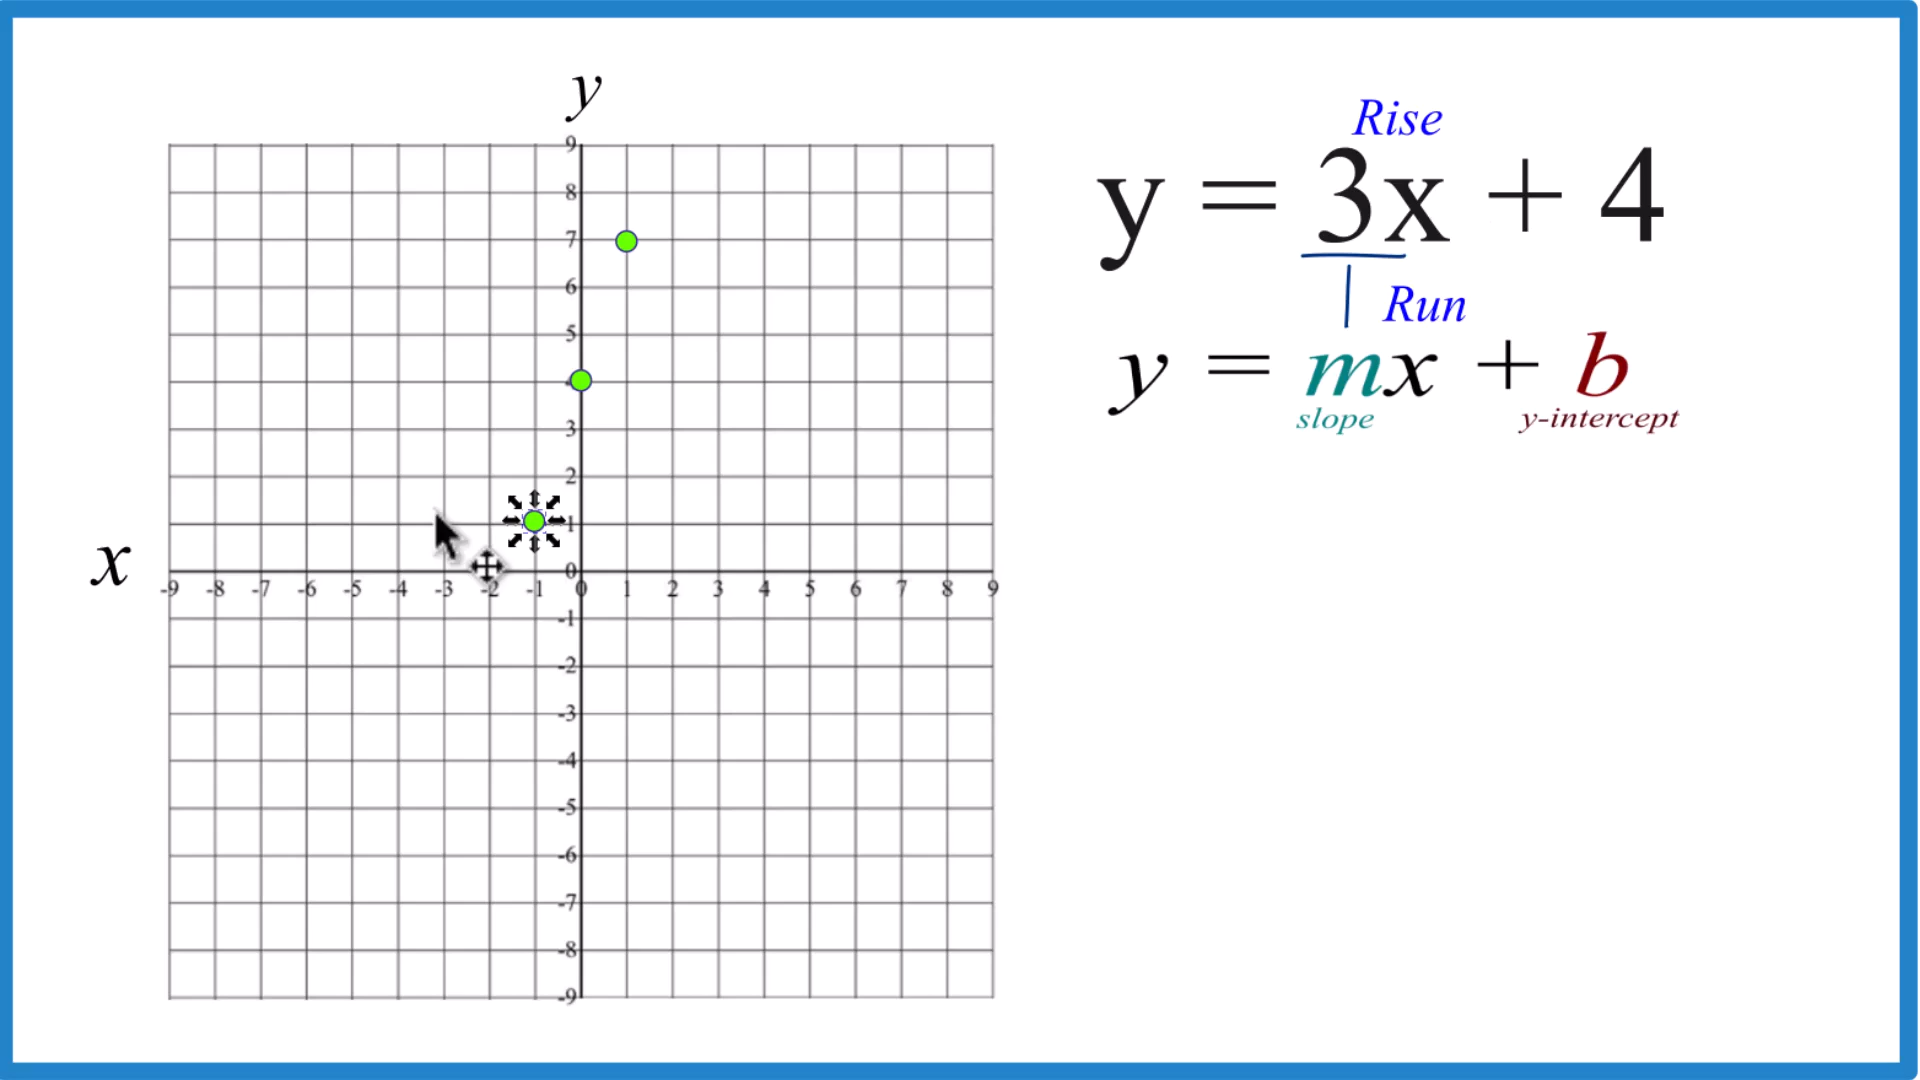 y
9
8
7
6
5
3
2
1
0
x
-9 -8 -7 -6 -5 -4 -3 -2 -1 0 1 2 3 4 5 6 7 8 9
-1
-2
-3
-4
-5
-6
-7
-8
-9
Rise
y = 3x + 4
1 Run
y = mx + b
slope y-intercept